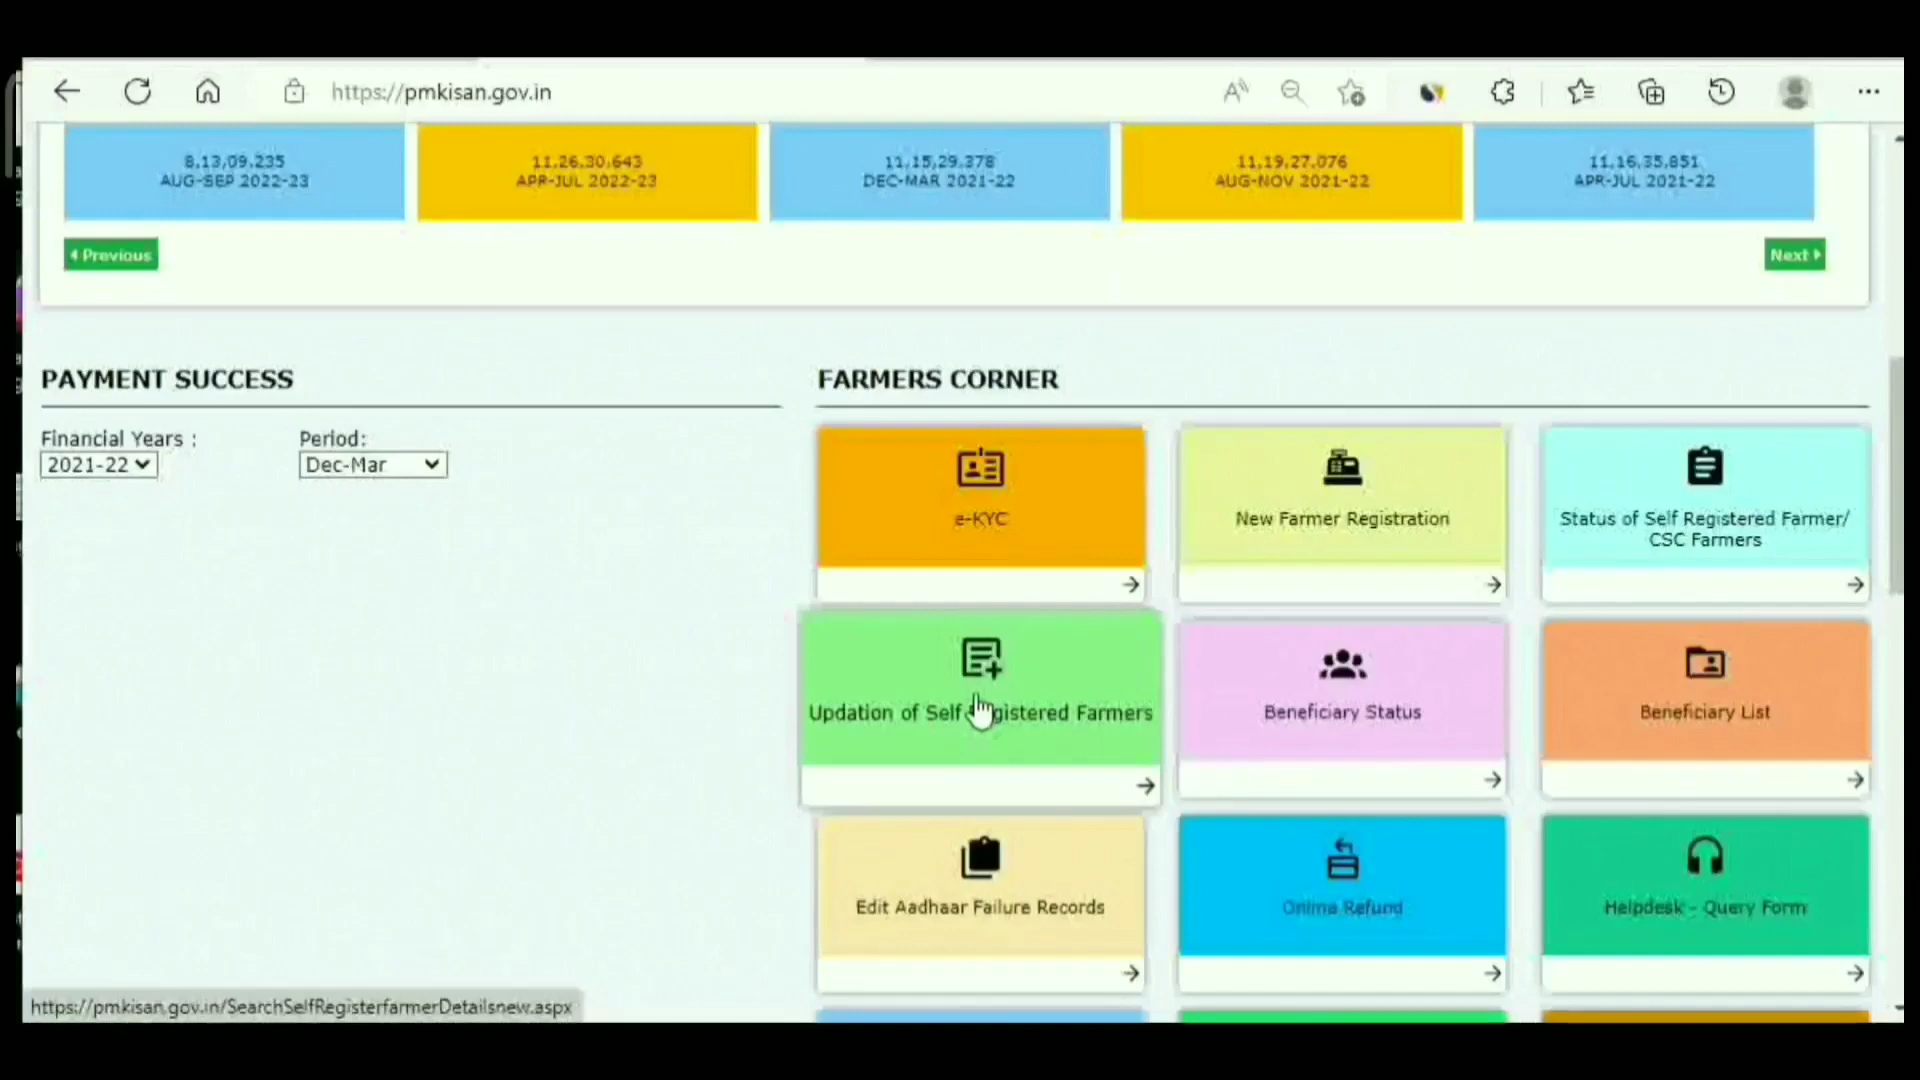 https://pmkisan.gov.in
8,13,09,235
AUG-SEP 2022-23
11,26,30,643
APR-JUL 2022-23
11,15,29,378
DEC-MAR 2021-22
11,19,27,076
AUG-NOV 2021-22
11,16,35,851
APR-JUL 2021-22
Previous
Next
PAYMENT SUCCESS
Financial Years :
Period:
2021-22
Dec-Mar
FARMERS CORNER
e-KYC
New Farmer Registration
Status of Self Registered Farmer/
CSC Farmers
Updation of Self Registered Farmers
Beneficiary Status
Beneficiary List
Edit Aadhaar Failure Records
Online Refund
Helpdesk - Query Form
https://pmkisan.gov.in/SearchSelfRegisterfarmerDetailsnew.aspx